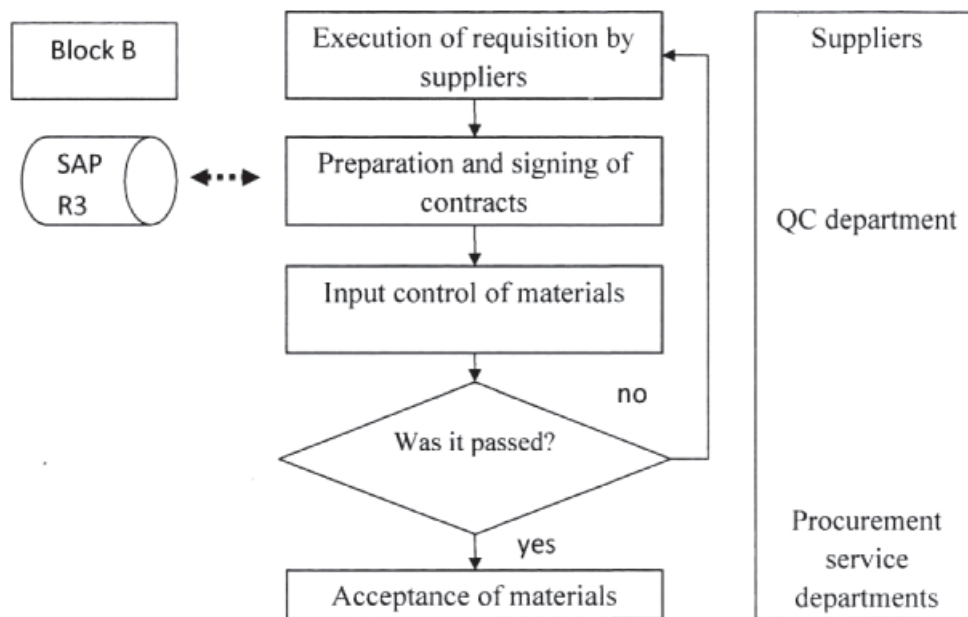 Block B
Execution of requisition by
suppliers
Suppliers
SAP
R3
Preparation and signing of
contracts
QC department
Input control of materials
no
Was it passed?
yes
Procurement
service
departments
Acceptance of materials